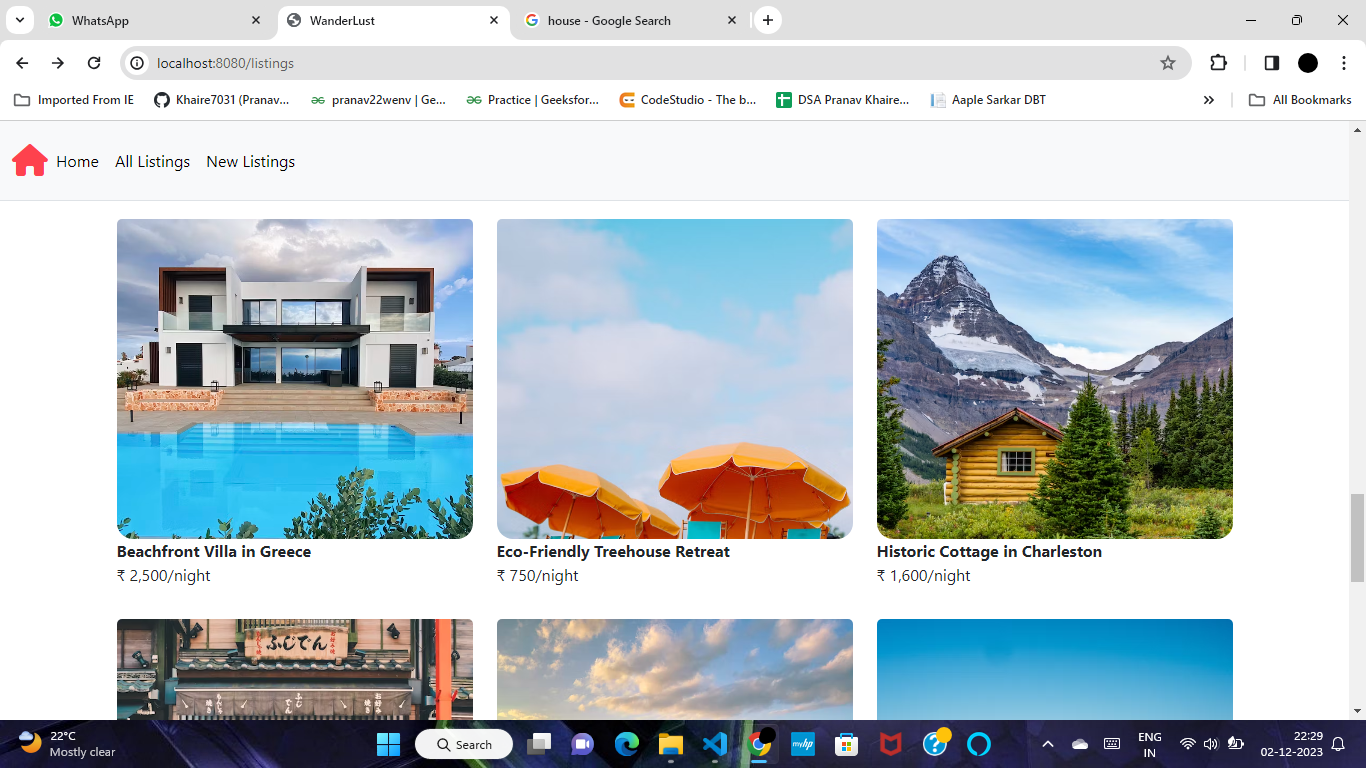 WhatsApp
WanderLust
house - Google Search
localhost:8080/listings
Imported From IE
Khaire7031 (Pranav...
pranav22wenv | Ge...
Practice | Geeksfor...
CodeStudio - The b...
DSA Pranav Khaire...
Aaple Sarkar DBT
All Bookmarks
Home
All Listings
New Listings
Beachfront Villa in Greece
₹ 2,500/night
Eco-Friendly Treehouse Retreat
₹ 750/night
Historic Cottage in Charleston
₹ 1,600/night
ふじでん
22°C
Mostly clear
Search
myhp
ENG
IN
22:29
02-12-2023